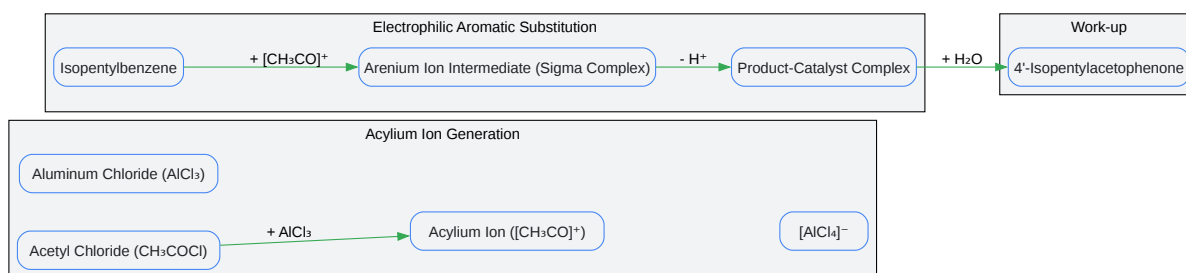 Electrophilic Aromatic Substitution
Isopentylbenzene
+ [CH₃CO]⁺
Arenium Ion Intermediate (Sigma Complex)
- H⁺
Product-Catalyst Complex
+ H₂O
Work-up
4'-Isopentylacetophenone
Acylium Ion Generation
Aluminum Chloride (AlCl₃)
Acetyl Chloride (CH₃COCl)
+ AlCl₃
Acylium Ion ([CH₃CO]⁺)
[AlCl₄]⁻